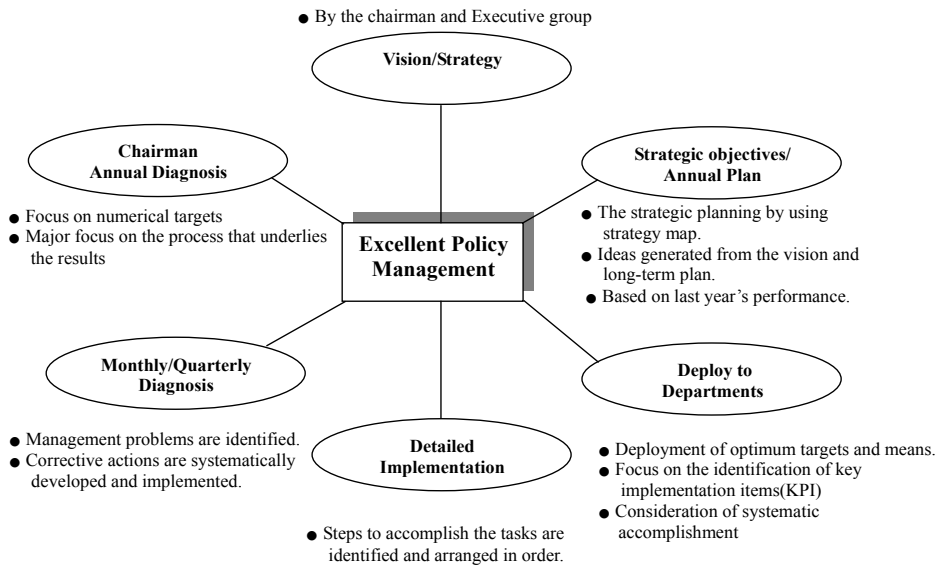 ● By the chairman and Executive group
Vision/Strategy
Chairman
Annual Diagnosis
● Focus on numerical targets
● Major focus on the process that underlies
the results
Strategic objectives/
Annual Plan
● The strategic planning by using
strategy map.
● Ideas generated from the vision and
long-term plan.
● Based on last year’s performance.
Excellent Policy
Management
Monthly/Quarterly
Diagnosis
● Management problems are identified.
● Corrective actions are systematically
developed and implemented.
Detailed
Implementation
● Steps to accomplish the tasks are
identified and arranged in order.
Deploy to
Departments
● Deployment of optimum targets and means.
● Focus on the identification of key
implementation items(KPI)
● Consideration of systematic
accomplishment